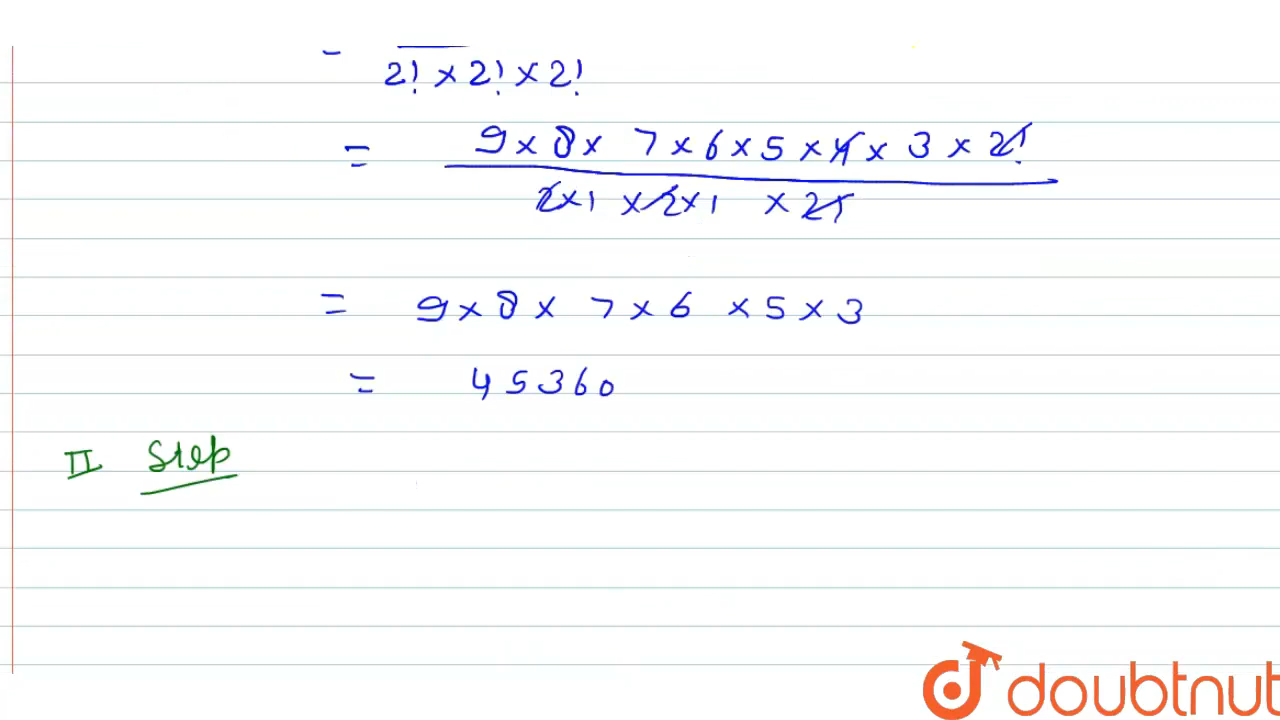 =
2! × 2! × 2!
= 9 × 8 × 7 × 6 × 5 × 4 × 3 × 2!
2×1 × 2×1 × 2!
= 9 × 8 × 7 × 6 × 5 × 3
= 45360
II Step
doubtnut